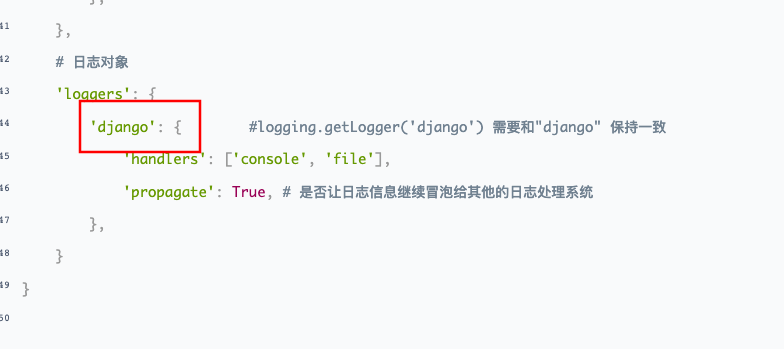 },
41 },
42 # 日志对象
43 'loggers': {
44 'django': { #logging.getLogger('django') 需要和"django" 保持一致
45 'handlers': ['console', 'file'],
46 'propagate': True, # 是否让日志信息继续冒泡给其他的日志处理系统
47 },
48 }
49 }
50